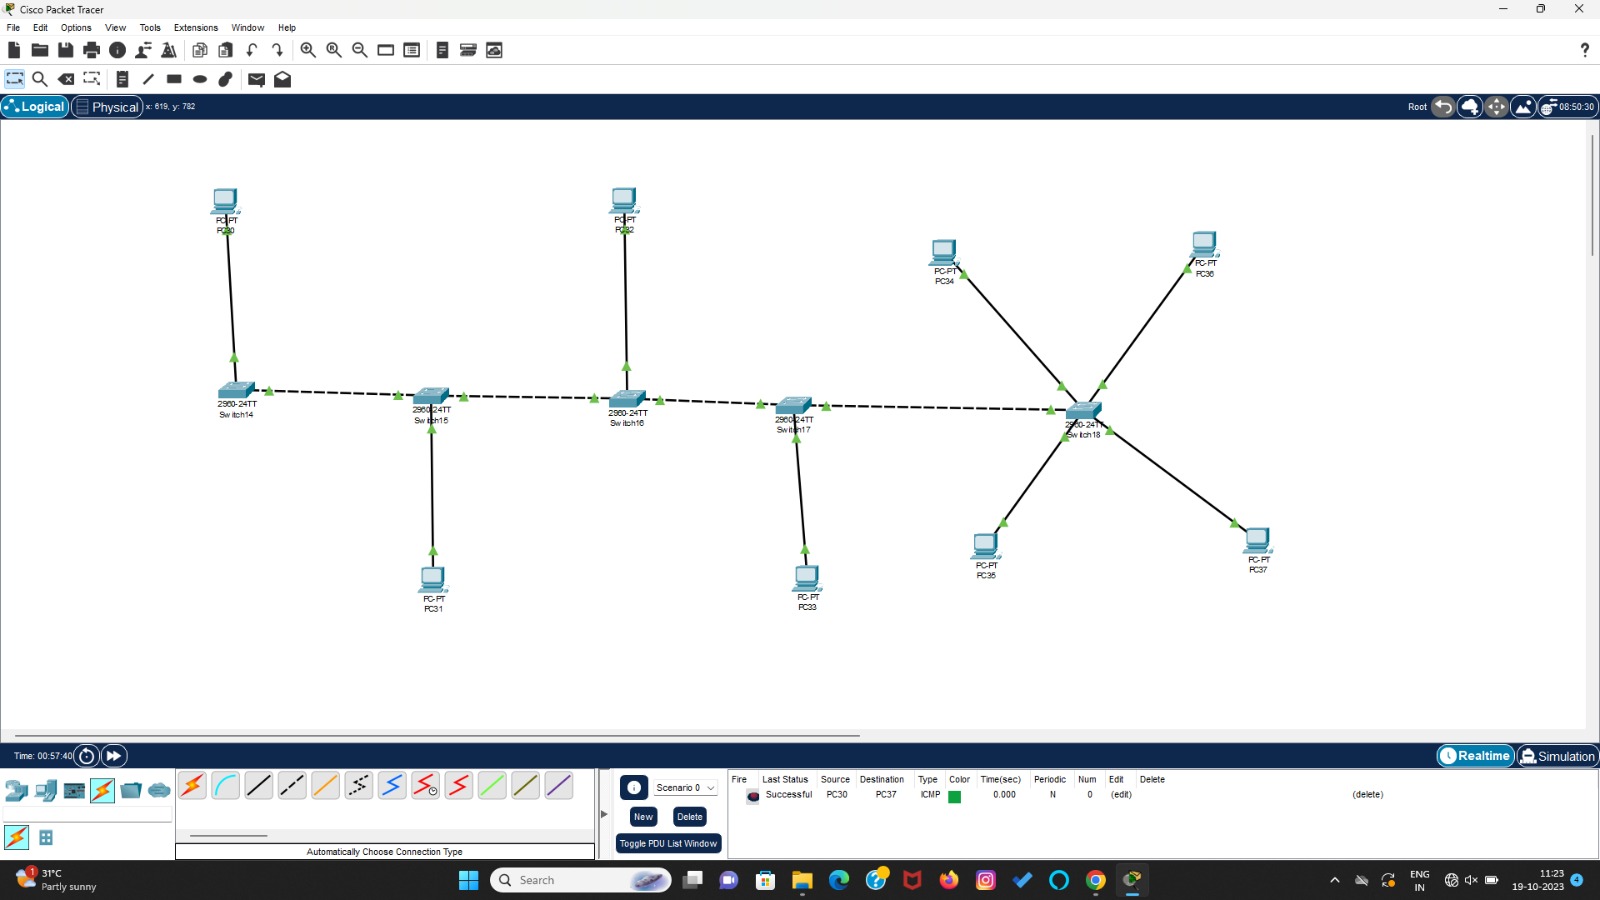 Cisco Packet Tracer
File Edit Options View Tools Extensions Window Help
?
Logical Physical x: 619, y: 782 Root 08:50:30
PC-PT
PC30
PC-PT
PC32
PC-PT
PC34
PC-PT
PC36
2960-24TT
Switch14
2960-24TT
Switch15
2960-24TT
Switch16
2960-24TT
Switch17
2960-24TT
Switch18
PC-PT
PC31
PC-PT
PC33
PC-PT
PC35
PC-PT
PC37
Time: 00:57:40 Realtime Simulation
Scenario 0
New Delete
Toggle PDU List Window
Fire Last Status Source Destination Type Color Time(sec) Periodic Num Edit Delete
Successful PC30 PC37 ICMP 0.000 N 0 (edit) (delete)
Automatically Choose Connection Type
1
31°C
Partly sunny
Search
ENG
IN
11:23
19-10-2023
4